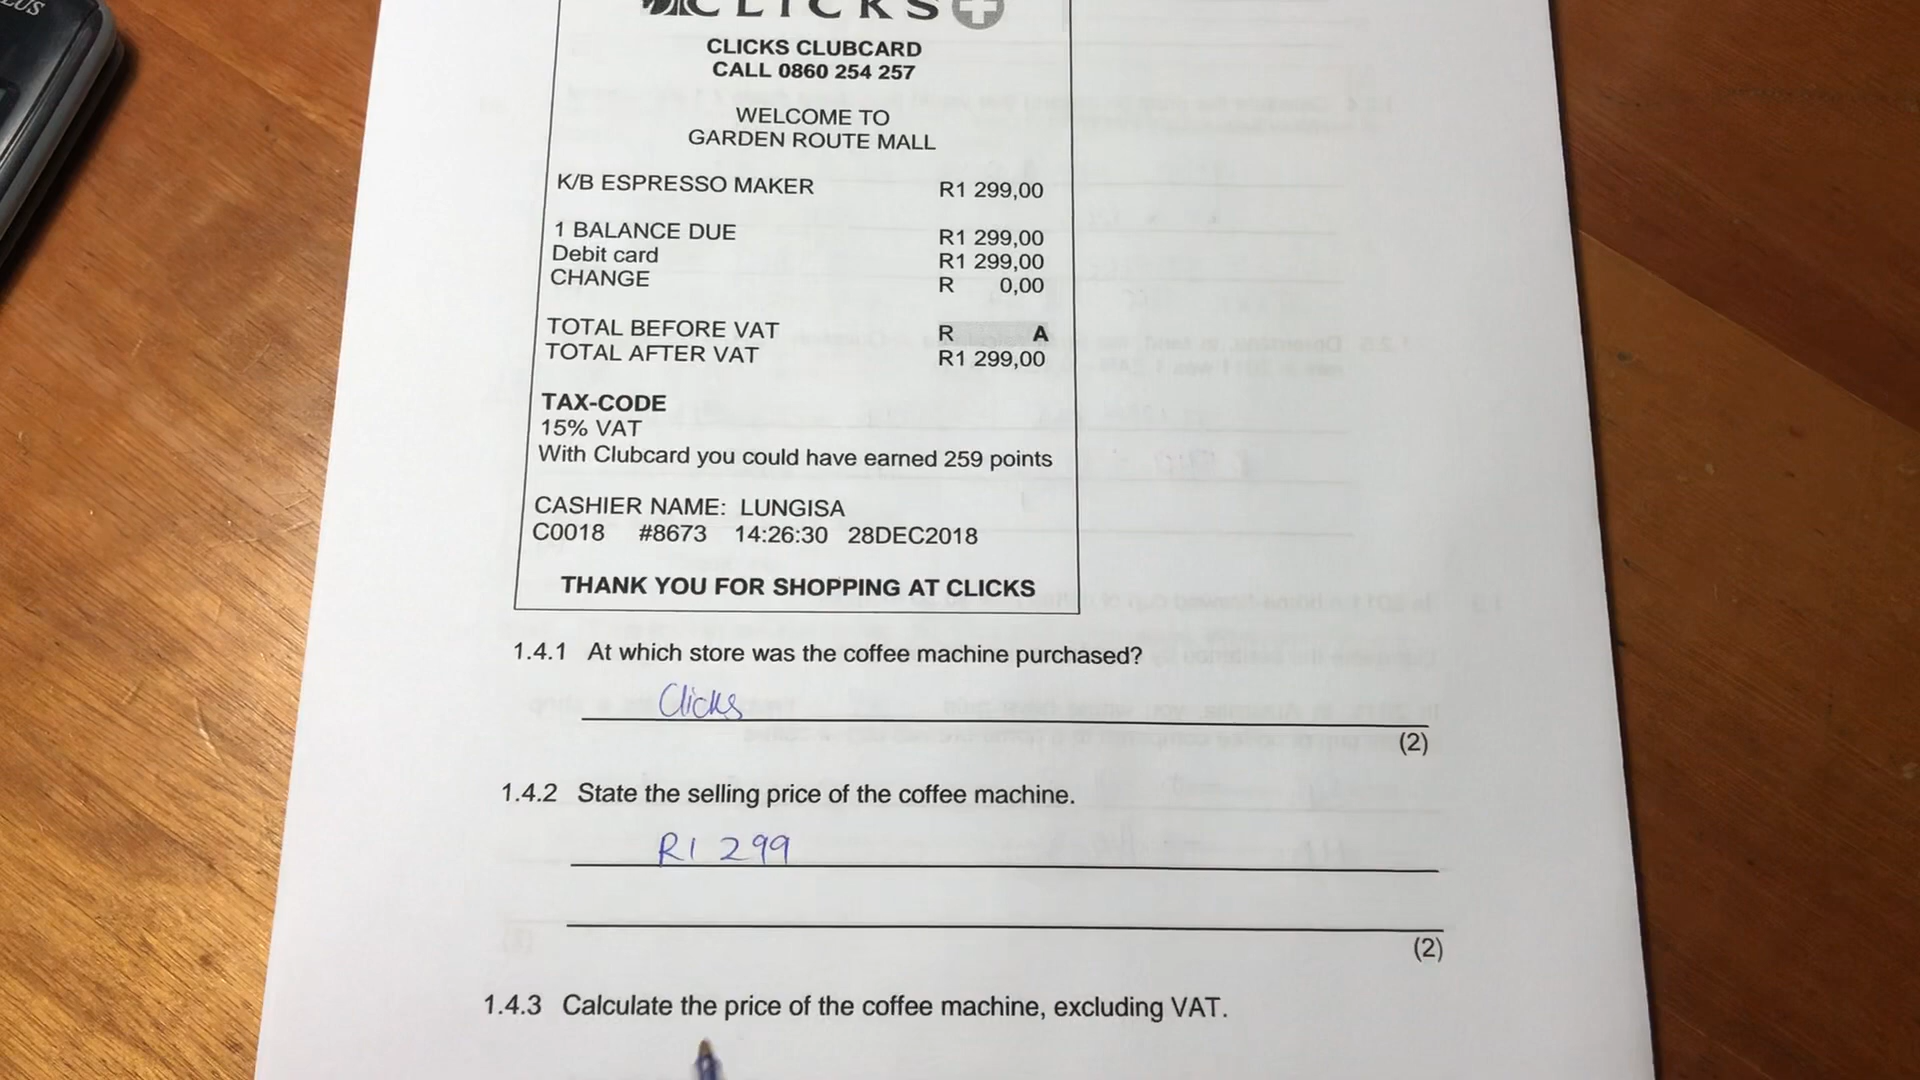 CLICKS
CLICKS CLUBCARD
CALL 0860 254 257
WELCOME TO
GARDEN ROUTE MALL
K/B ESPRESSO MAKER R1 299,00
1 BALANCE DUE R1 299,00
Debit card R1 299,00
CHANGE R 0,00
TOTAL BEFORE VAT R A
TOTAL AFTER VAT R1 299,00
TAX-CODE
15% VAT
With Clubcard you could have earned 259 points
CASHIER NAME: LUNGISA
C0018 #8673 14:26:30 28DEC2018
THANK YOU FOR SHOPPING AT CLICKS
1.4.1 At which store was the coffee machine purchased?
Clicks
(2)
1.4.2 State the selling price of the coffee machine.
R1 299
(2)
1.4.3 Calculate the price of the coffee machine, excluding VAT.